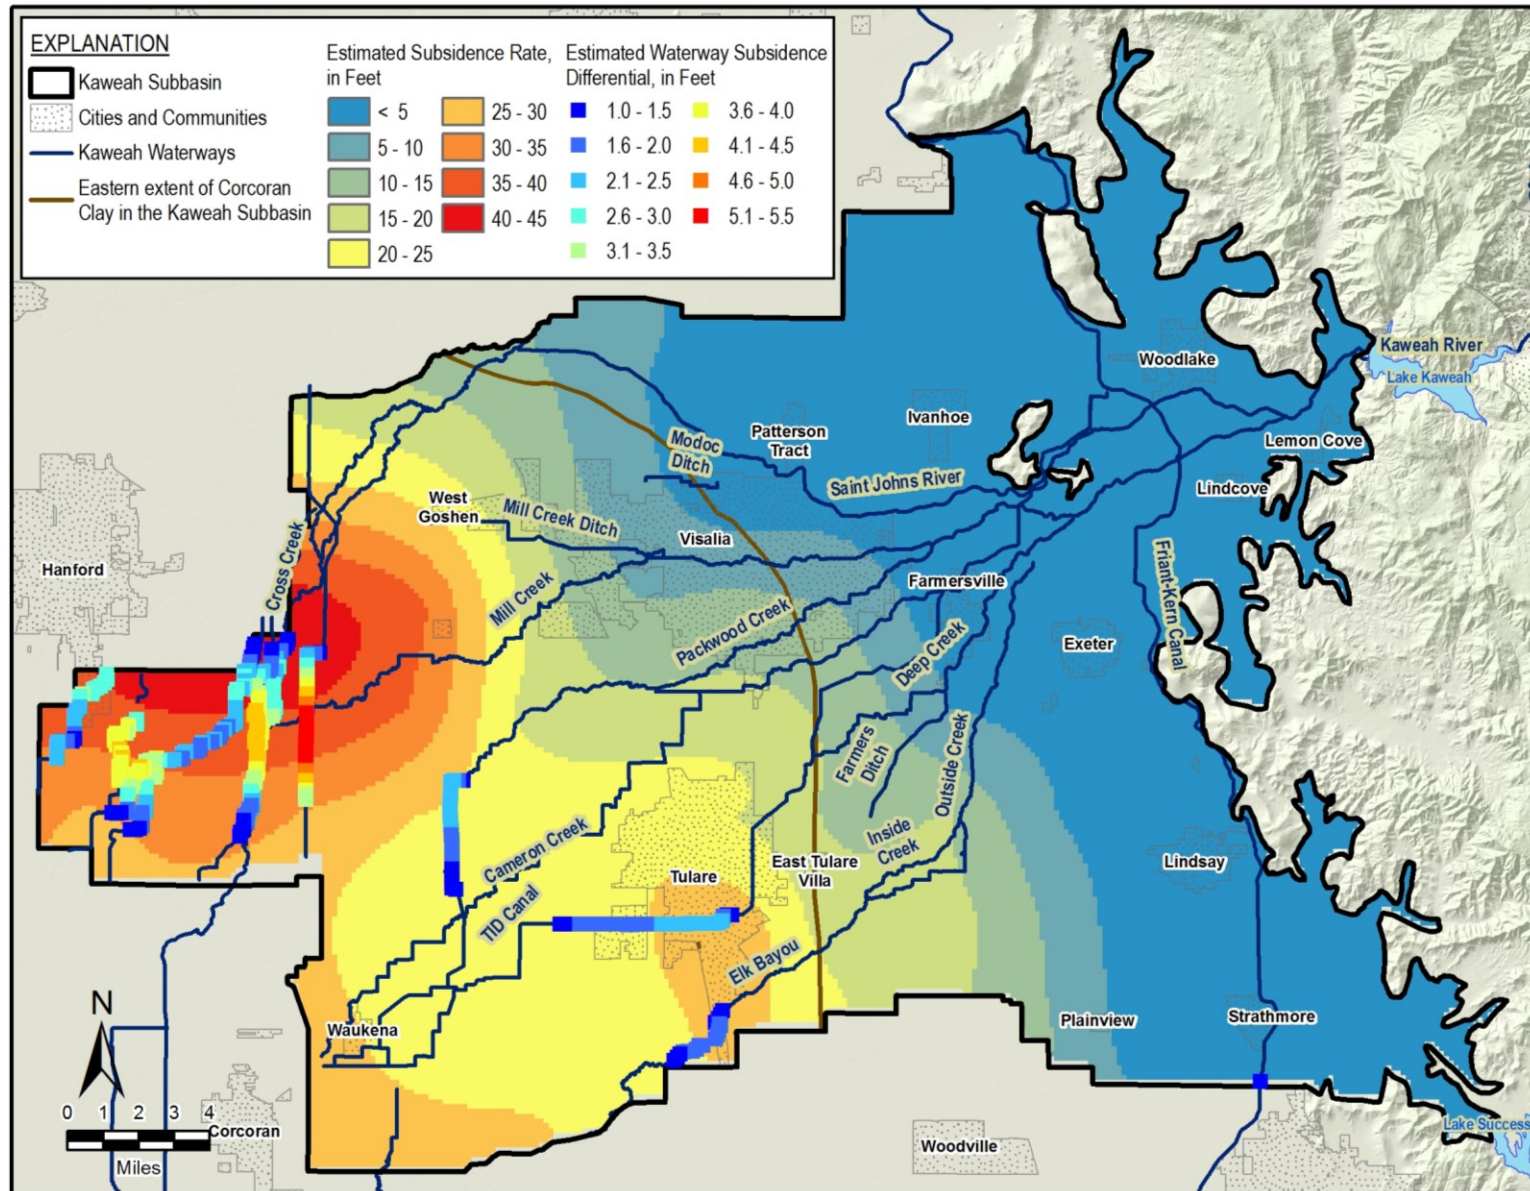 EXPLANATION
Kaweah Subbasin
Cities and Communities
Kaweah Waterways
Eastern extent of Corcoran
Clay in the Kaweah Subbasin
Estimated Subsidence Rate,
in Feet
< 5
5 - 10
10 - 15
15 - 20
20 - 25
25 - 30
30 - 35
35 - 40
40 - 45
Estimated Waterway Subsidence
Differential, in Feet
1.0 - 1.5
1.6 - 2.0
2.1 - 2.5
2.6 - 3.0
3.1 - 3.5
3.6 - 4.0
4.1 - 4.5
4.6 - 5.0
5.1 - 5.5
Kaweah River
Lake Kaweah
Woodlake
Ivanhoe
Patterson
Tract
Lemon Cove
Modoc
Ditch
Saint Johns River
Lindcove
West
Goshen
Mill Creek Ditch
Visalia
Cross Creek
Hanford
Mill Creek
Farmersville
Friant-Kern Canal
Packwood Creek
Deep Creek
Exeter
Farmers
Ditch
Outside Creek
Inside
Creek
Cameron Creek
East Tulare
Villa
Tulare
Lindsay
TID Canal
Elk Bayou
Waukena
Plainview
Strathmore
N
0 1 2 3 4
Miles
Corcoran
Woodville
Lake Success